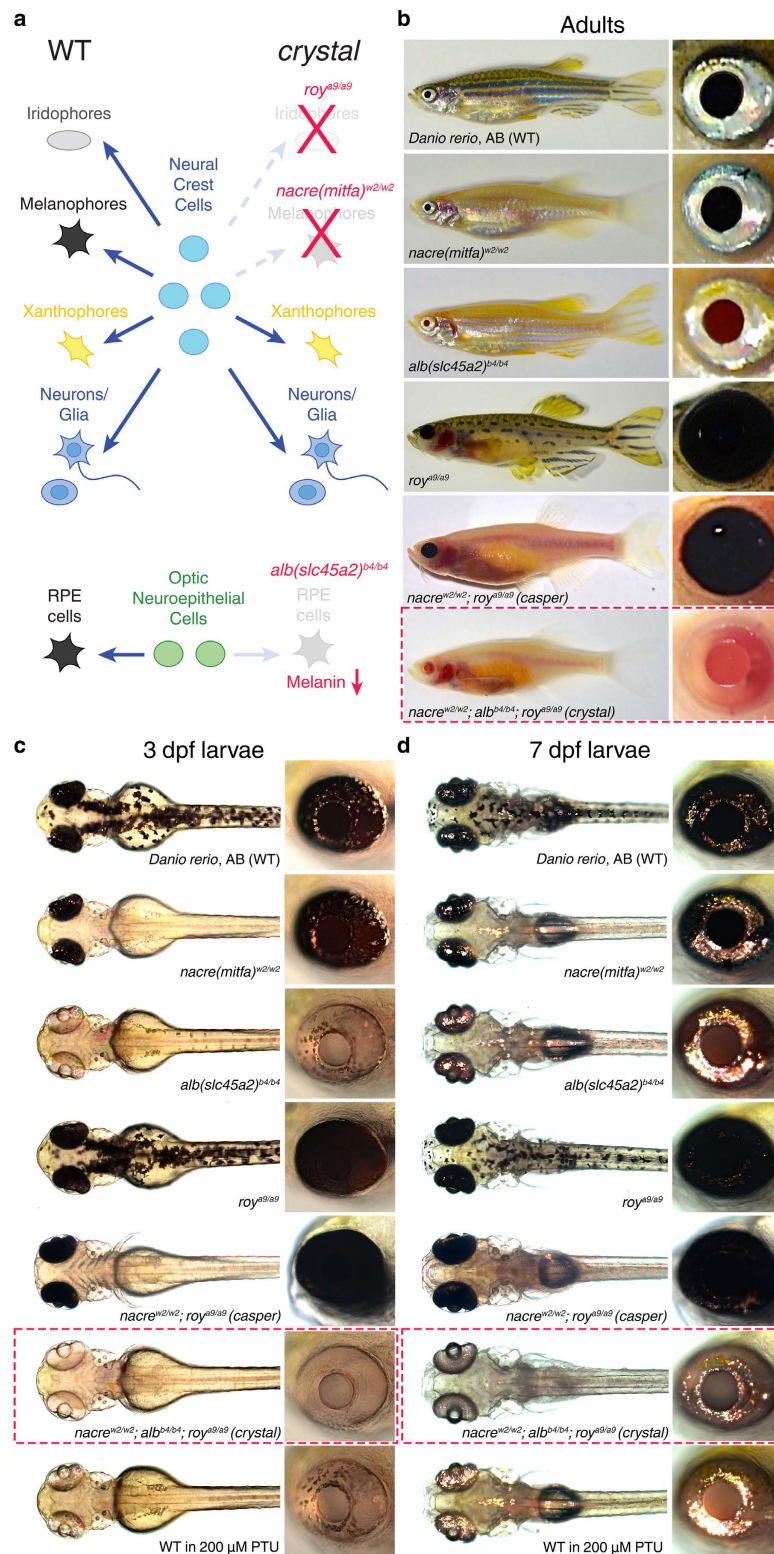 a
WT
crystal
roy^a9/a9
Iridophores
Iridophores
Neural
Crest
Cells
nacre(mitfa)^w2/w2
Melanophores
Melanophores
Xanthophores
Xanthophores
Neurons/
Glia
Neurons/
Glia
alb(slc45a2)^b4/b4
Optic
Neuroepithelial
Cells
RPE
cells
RPE
cells
Melanin
b
Adults
Danio rerio, AB (WT)
nacre(mitfa)^w2/w2
alb(slc45a2)^b4/b4
roy^a9/a9
nacre^w2/w2; roy^a9/a9 (casper)
nacre^w2/w2; alb^b4/b4; roy^a9/a9 (crystal)
c
3 dpf larvae
Danio rerio, AB (WT)
nacre(mitfa)^w2/w2
alb(slc45a2)^b4/b4
roy^a9/a9
nacre^w2/w2; roy^a9/a9 (casper)
nacre^w2/w2; alb^b4/b4; roy^a9/a9 (crystal)
WT in 200 µM PTU
d
7 dpf larvae
Danio rerio, AB (WT)
nacre(mitfa)^w2/w2
alb(slc45a2)^b4/b4
roy^a9/a9
nacre^w2/w2; roy^a9/a9 (casper)
nacre^w2/w2; alb^b4/b4; roy^a9/a9 (crystal)
WT in 200 µM PTU